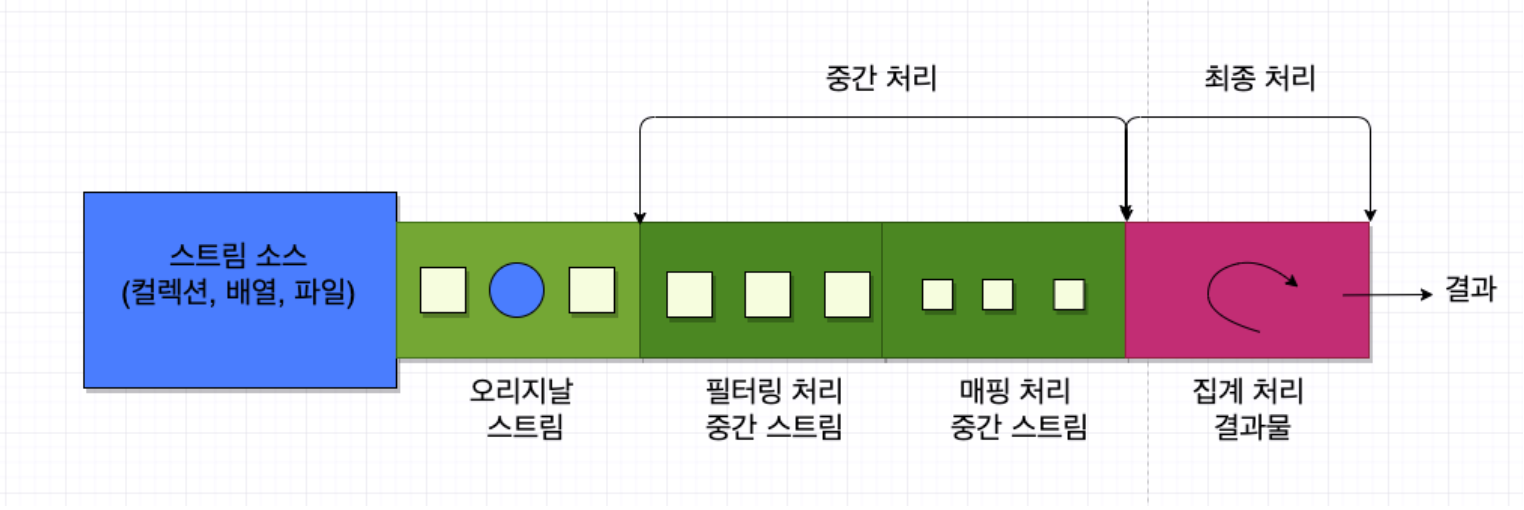 중간 처리
최종 처리
스트림 소스
(컬렉션, 배열, 파일)
결과
오리지날
스트림
필터링 처리
중간 스트림
매핑 처리
중간 스트림
집계 처리
결과물